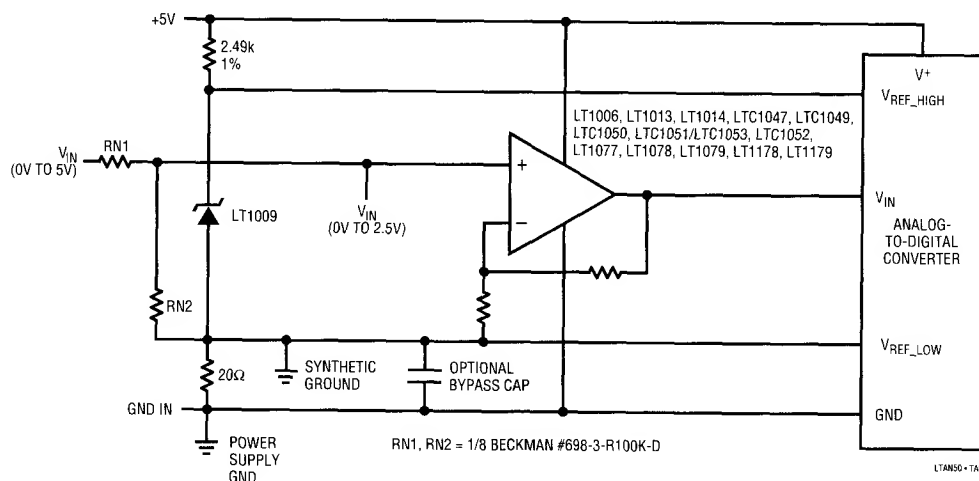 +5V
2.49k
1%
V+
VREF_HIGH
LT1006, LT1013, LT1014, LTC1047, LTC1049,
LTC1050, LTC1051/LTC1053, LTC1052,
LT1077, LT1078, LT1079, LT1178, LT1179
RN1
VIN
(0V TO 5V)
+
LT1009
VIN
(0V TO 2.5V)
–
VIN
ANALOG-
TO-DIGITAL
CONVERTER
RN2
SYNTHETIC
GROUND
OPTIONAL
BYPASS CAP
VREF_LOW
20Ω
GND IN
GND
POWER
SUPPLY
GND
RN1, RN2 = 1/8 BECKMAN #698-3-R100K-D
LTAN50 • TA